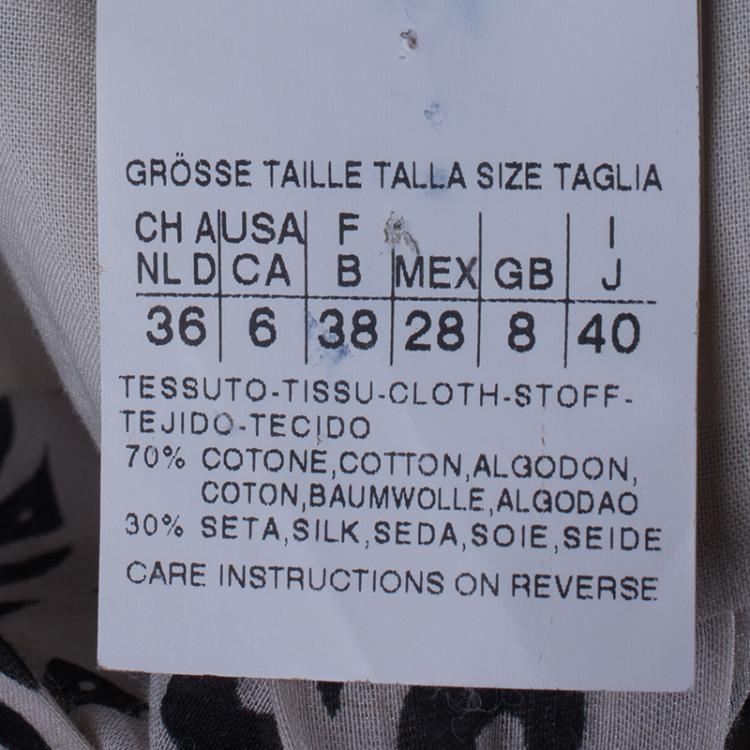 GRÖSSE TAILLE TALLA SIZE TAGLIA
CH A USA F I
NL D CA B MEX GB J
36 6 38 28 8 40
TESSUTO-TISSU-CLOTH-STOFF-
TEJIDO-TECIDO
70% COTONE,COTTON,ALGODON,
COTON,BAUMWOLLE,ALGODAO
30% SETA,SILK,SEDA,SOIE,SEIDE
CARE INSTRUCTIONS ON REVERSE